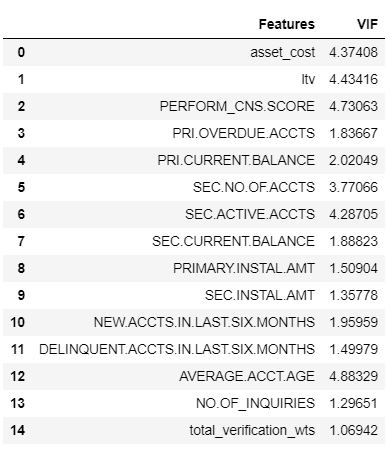 Features VIF
0 asset_cost 4.37408
1 ltv 4.43416
2 PERFORM_CNS.SCORE 4.73063
3 PRI.OVERDUE.ACCTS 1.83667
4 PRI.CURRENT.BALANCE 2.02049
5 SEC.NO.OF.ACCTS 3.77066
6 SEC.ACTIVE.ACCTS 4.28705
7 SEC.CURRENT.BALANCE 1.88823
8 PRIMARY.INSTAL.AMT 1.50904
9 SEC.INSTAL.AMT 1.35778
10 NEW.ACCTS.IN.LAST.SIX.MONTHS 1.95959
11 DELINQUENT.ACCTS.IN.LAST.SIX.MONTHS 1.49979
12 AVERAGE.ACCT.AGE 4.88329
13 NO.OF_INQUIRIES 1.29651
14 total_verification_wts 1.06942